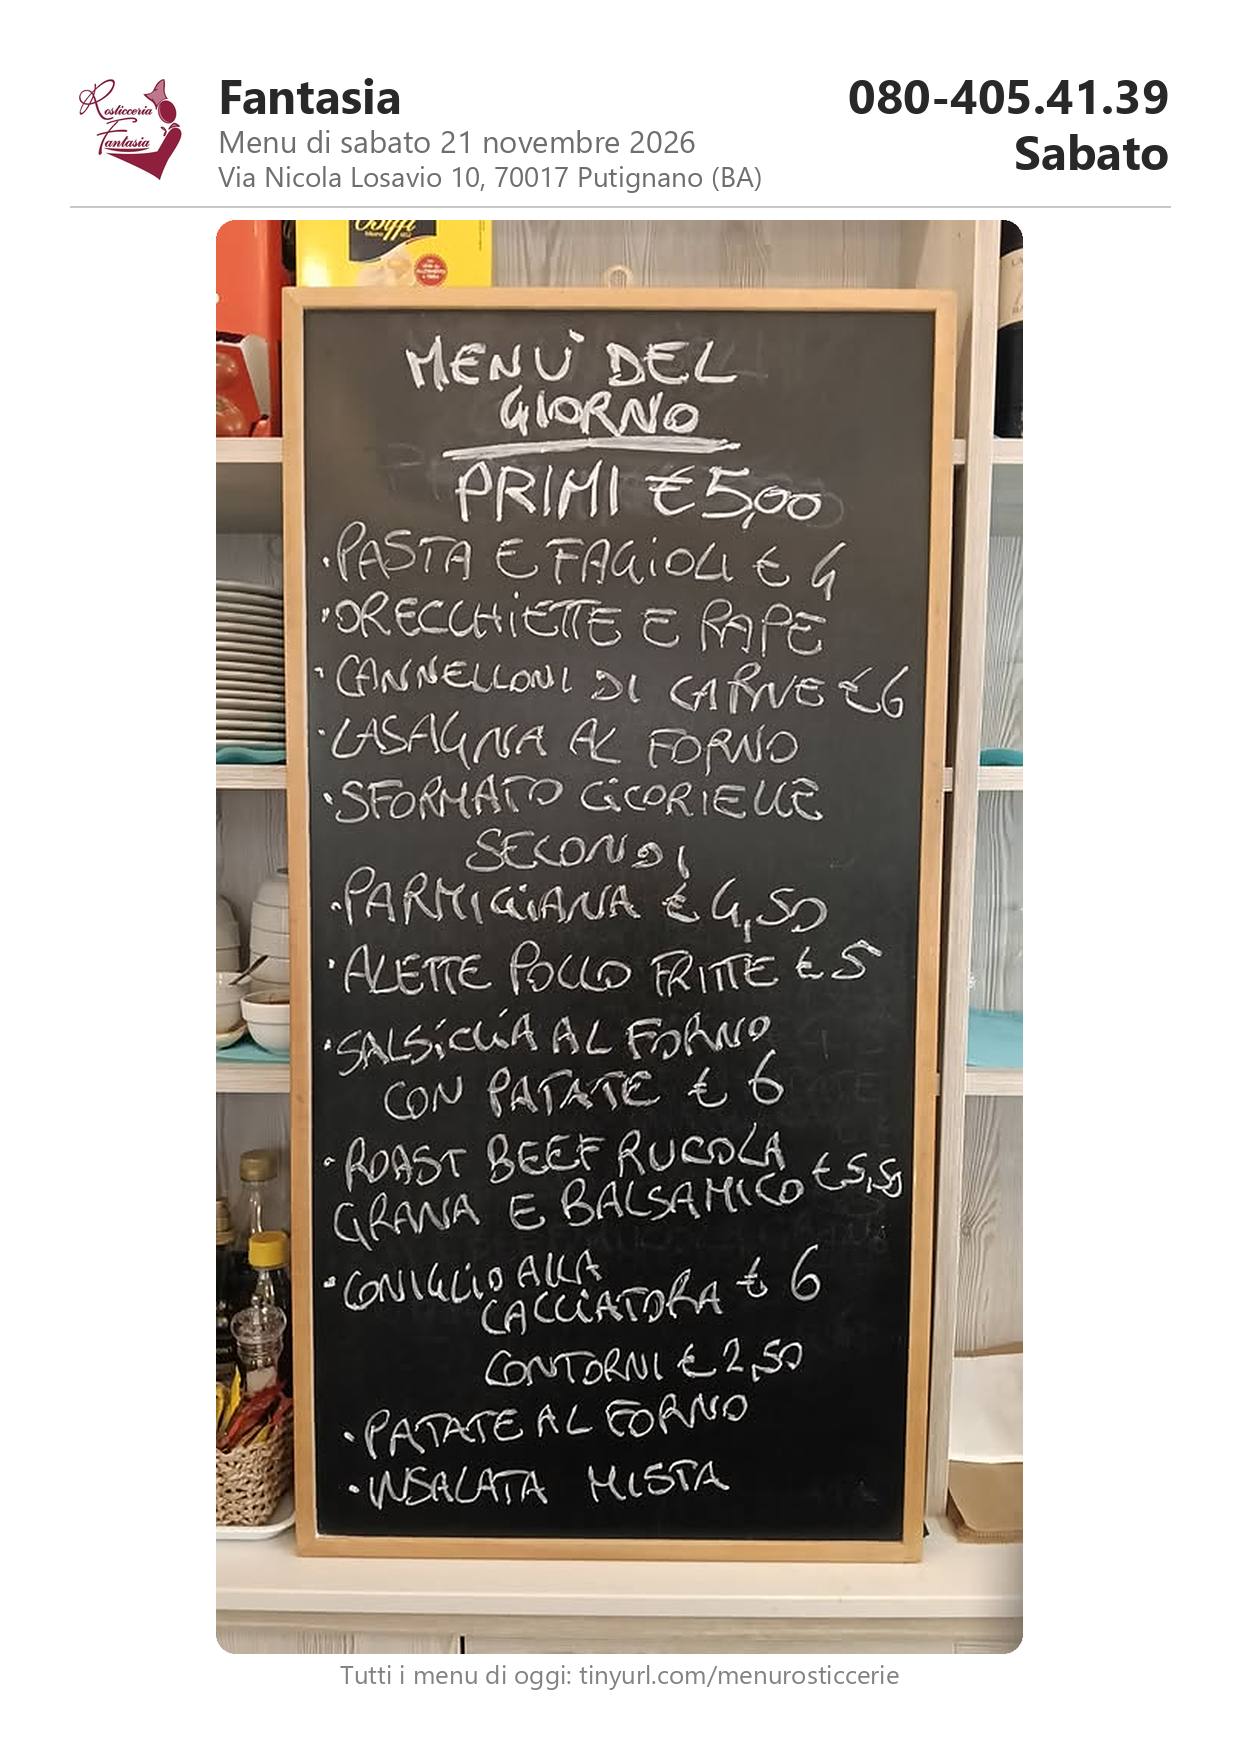 Rosticceria
Fantasia
Fantasia
Menu di sabato 21 novembre 2026
Via Nicola Losavio 10, 70017 Putignano (BA)
080-405.41.39
Sabato
Biffi
MENÙ DEL
GIORNO
PRIMI €5,00
·PASTA E FAGIOLI € 4
·ORECCHIETTE E RAPE
·CANNELLONI DI CARNE €6
·LASAGNA AL FORNO
·SFORMATO CICORIELLE
SECONDI
·PARMIGIANA € 4,50
·ALETTE POLLO FRITTE € 5
·SALSICCIA AL FORNO
CON PATATE € 6
·ROAST BEEF RUCOLA
GRANA E BALSAMICO €5,50
·CONIGLIO ALLA
CACCIATORA € 6
CONTORNI € 2,50
·PATATE AL FORNO
·INSALATA MISTA
Tutti i menu di oggi: tinyurl.com/menurosticcerie